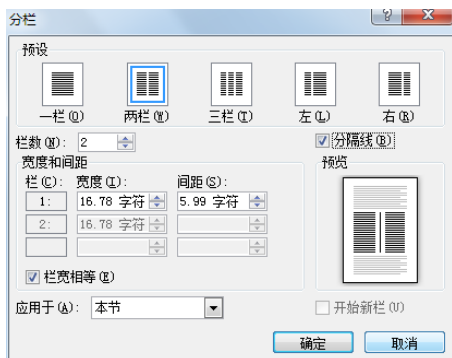 分栏
预设
一栏(O) 两栏(W) 三栏(T) 左(L) 右(R)
栏数(N): 2 分隔线(B)
宽度和间距 预览
栏(C): 宽度(I): 间距(S):
1: 16.78 字符 5.99 字符
2: 16.78 字符
栏宽相等(E)
应用于(A): 本节 开始新栏(U)
确定 取消